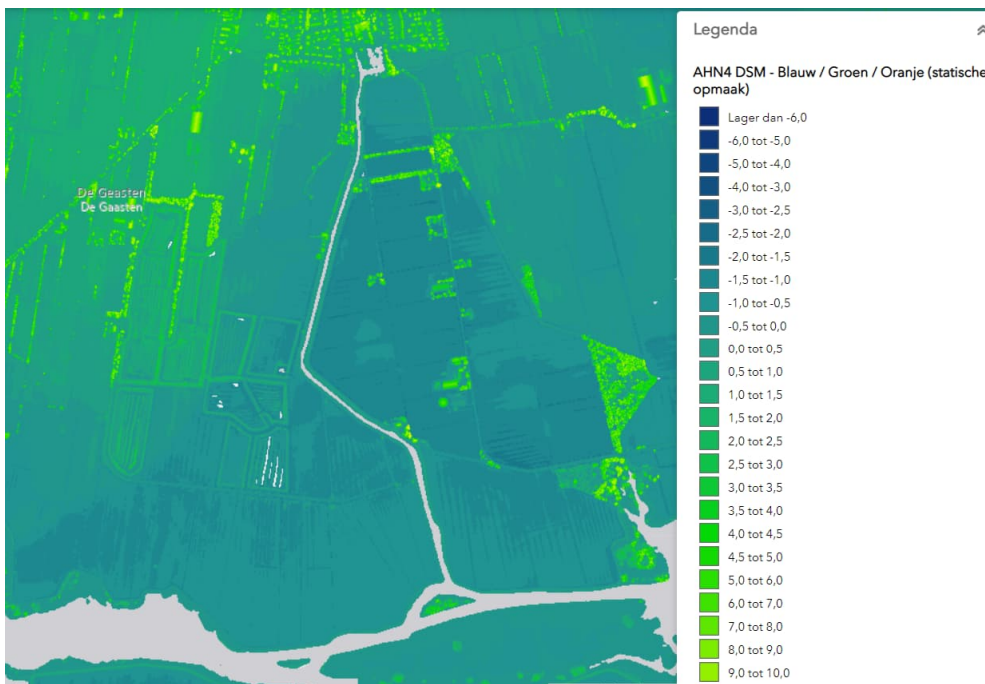 De Geasten
De Gaasten
Legenda
AHN4 DSM - Blauw / Groen / Oranje (statische
opmaak)
Lager dan -6,0
-6,0 tot -5,0
-5,0 tot -4,0
-4,0 tot -3,0
-3,0 tot -2,5
-2,5 tot -2,0
-2,0 tot -1,5
-1,5 tot -1,0
-1,0 tot -0,5
-0,5 tot 0,0
0,0 tot 0,5
0,5 tot 1,0
1,0 tot 1,5
1,5 tot 2,0
2,0 tot 2,5
2,5 tot 3,0
3,0 tot 3,5
3,5 tot 4,0
4,0 tot 4,5
4,5 tot 5,0
5,0 tot 6,0
6,0 tot 7,0
7,0 tot 8,0
8,0 tot 9,0
9,0 tot 10,0